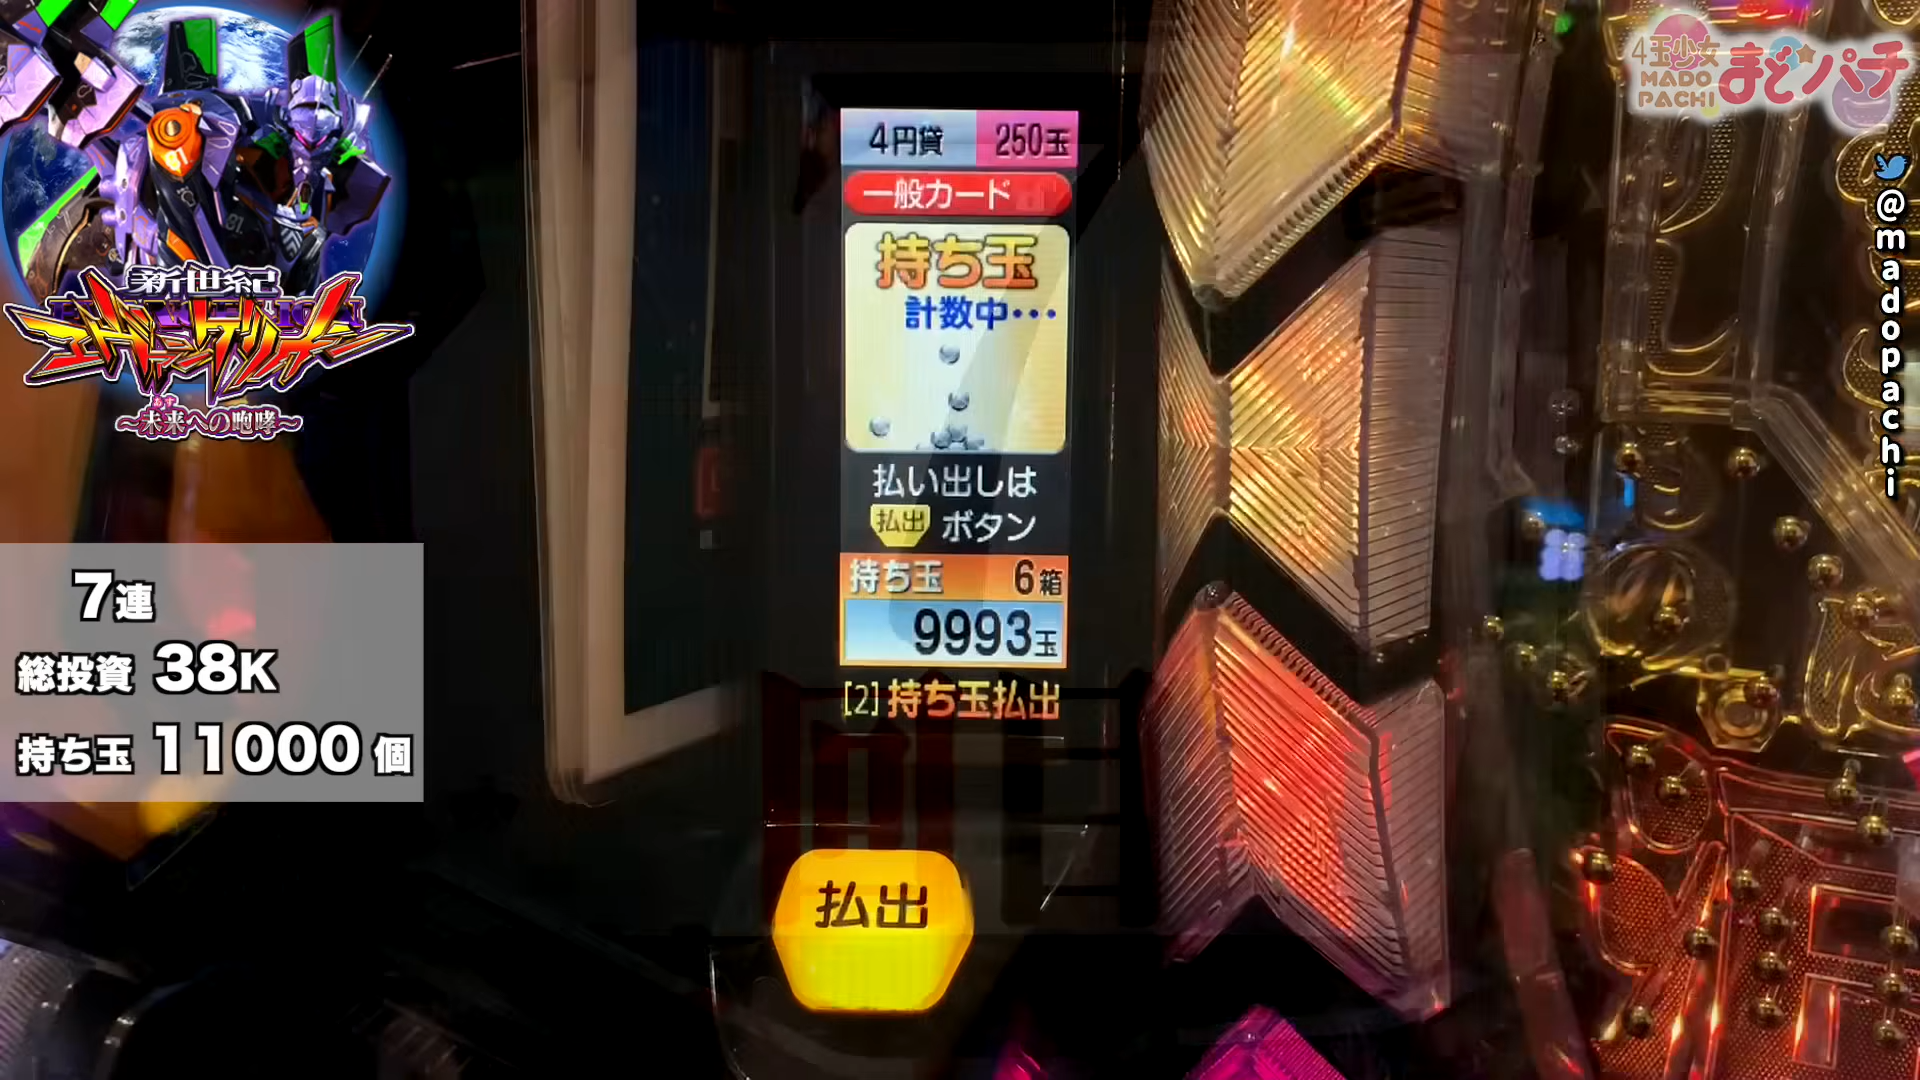 新世紀
エヴァンゲリオン
～未来への咆哮～
あす
7連
総投資 38K
持ち玉 11000 個
4円貸 250玉
一般カード
持ち玉
計数中・・・
払い出しは
払出 ボタン
持ち玉 6箱
9993玉
[2]持ち玉払出
払出
4玉少女
MADO
PACHI
まどパチ
@madopachi